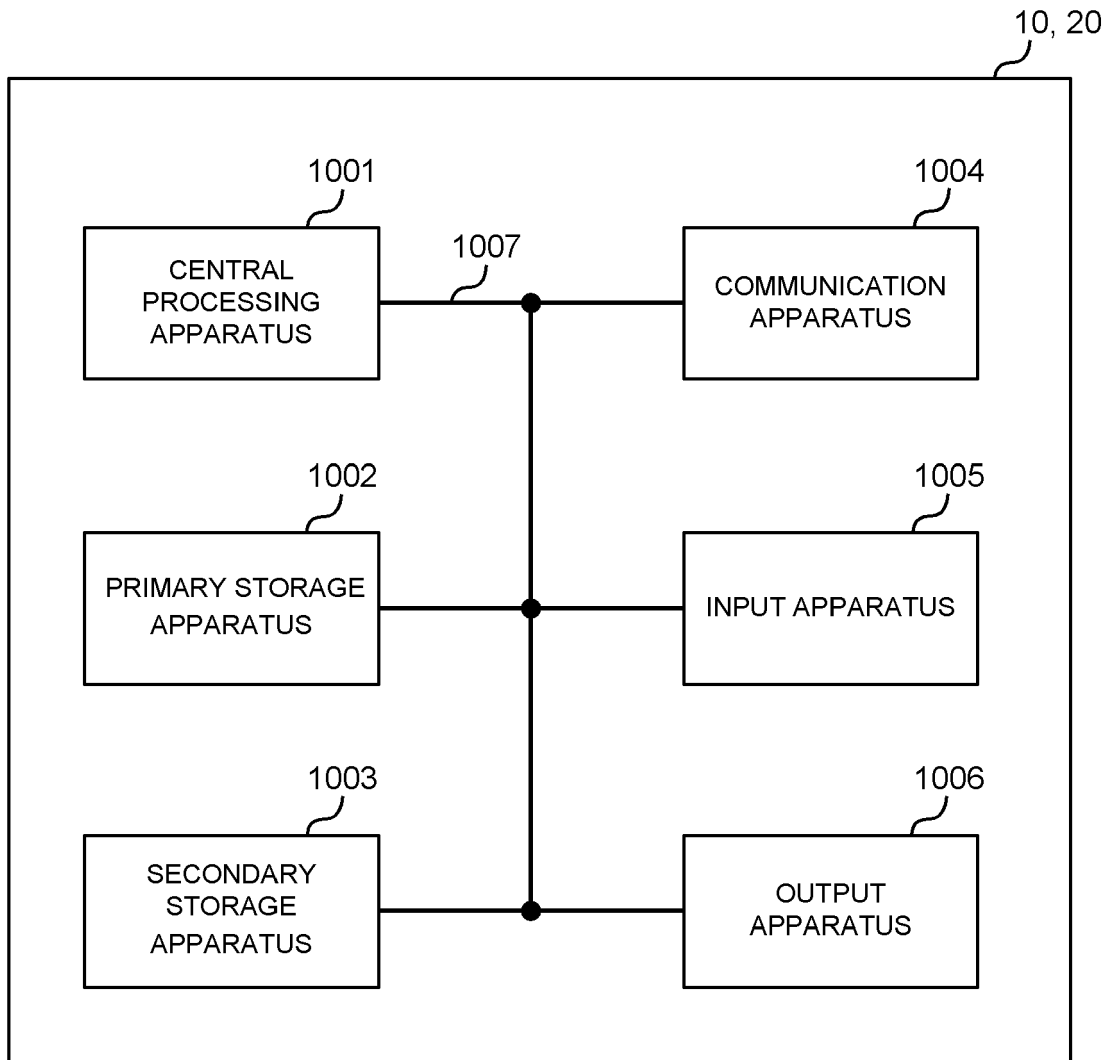 10, 20
1001
CENTRAL
PROCESSING
APPARATUS
1007
1004
COMMUNICATION
APPARATUS
1002
PRIMARY STORAGE
APPARATUS
1005
INPUT APPARATUS
1003
SECONDARY
STORAGE
APPARATUS
1006
OUTPUT
APPARATUS